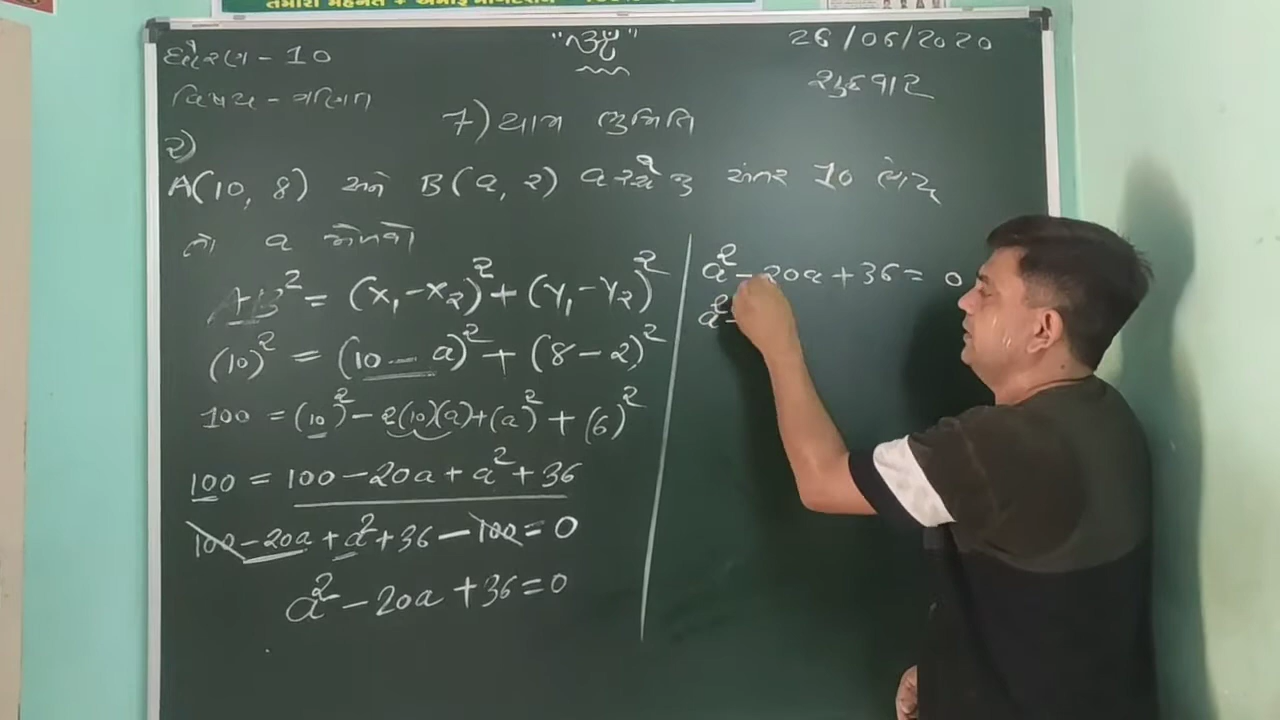 ધોરણ - 10
"ૐ"
26/06/2020
વિષય - ગણિત
શુક્રવાર
7) યામ ભૂમિતિ
૨)
A(10, 8) અને B(a, 2) વચ્ચેનું અંતર 10 હોય
તો a મેળવો
AB² = (x₁-x₂)² + (y₁-y₂)²
(10)² = (10 - a)² + (8 - 2)²
100 = (10)² - 2(10)(a) + (a)² + (6)²
100 = 100 - 20a + a² + 36
100 - 20a + a² + 36 - 100 = 0
a² - 20a + 36 = 0
a² - 20a + 36 = 0
a² -